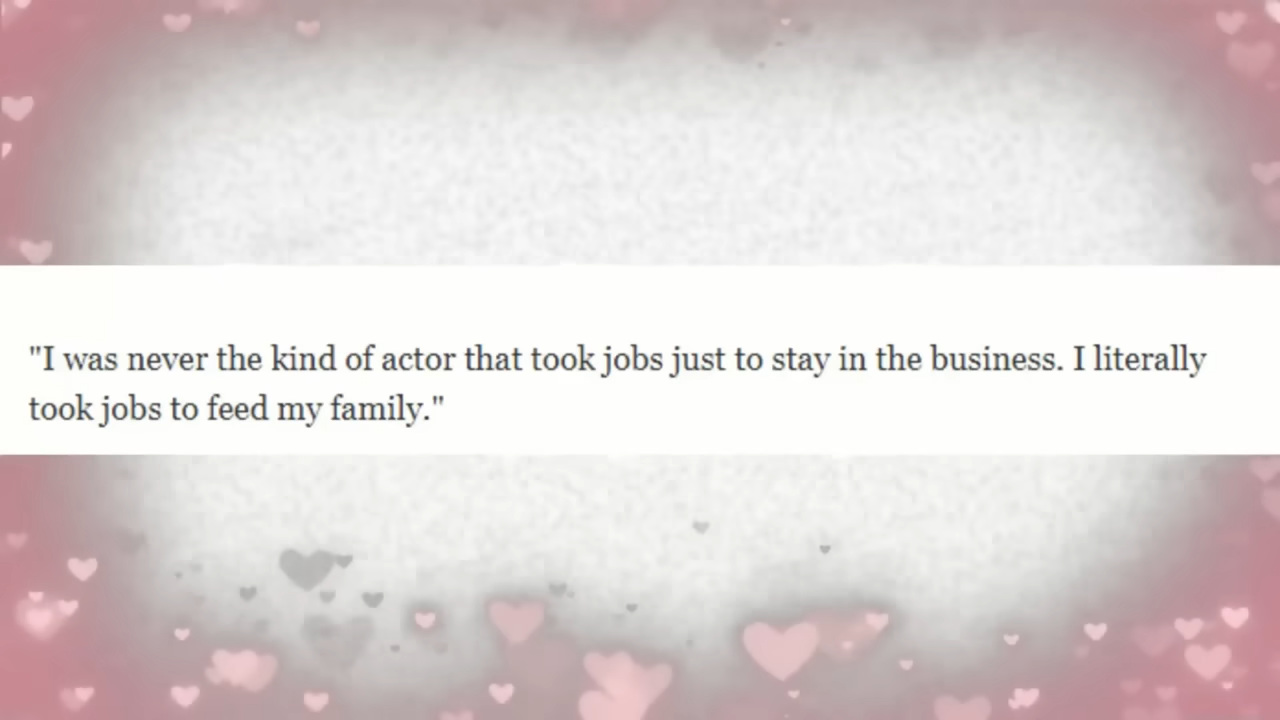 "I was never the kind of actor that took jobs just to stay in the business. I literally
took jobs to feed my family."